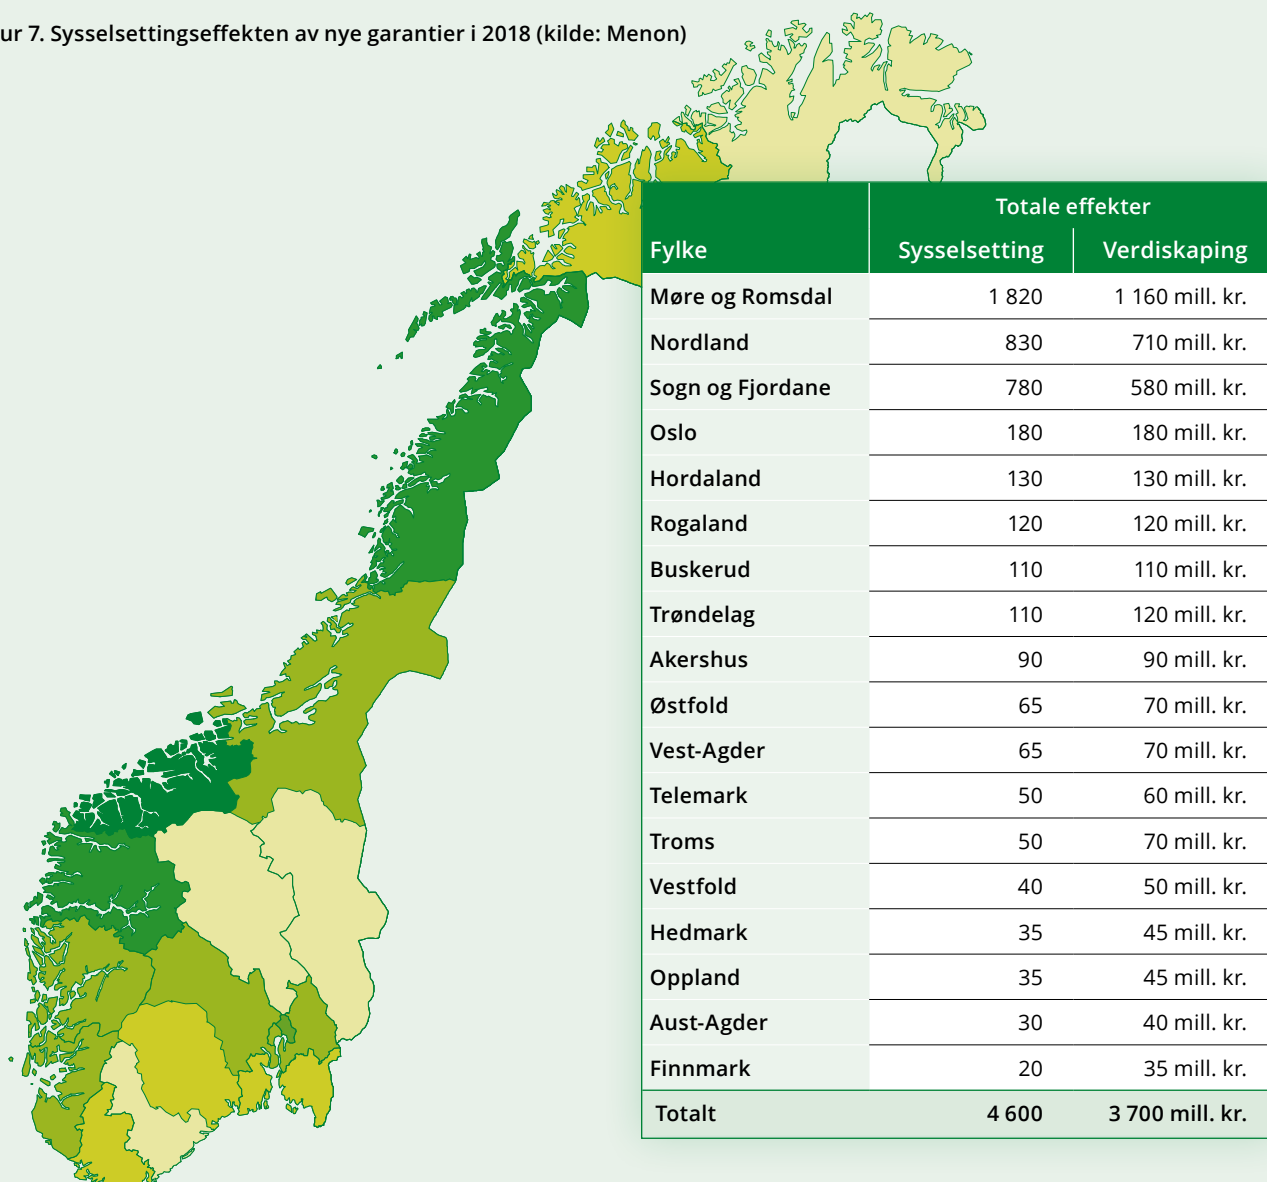 ur 7. Sysselsettingseffekten av nye garantier i 2018 (kilde: Menon)
Totale effekter
Fylke Sysselsetting Verdiskaping
Møre og Romsdal 1 820 1 160 mill. kr.
Nordland 830 710 mill. kr.
Sogn og Fjordane 780 580 mill. kr.
Oslo 180 180 mill. kr.
Hordaland 130 130 mill. kr.
Rogaland 120 120 mill. kr.
Buskerud 110 110 mill. kr.
Trøndelag 110 120 mill. kr.
Akershus 90 90 mill. kr.
Østfold 65 70 mill. kr.
Vest-Agder 65 70 mill. kr.
Telemark 50 60 mill. kr.
Troms 50 70 mill. kr.
Vestfold 40 50 mill. kr.
Hedmark 35 45 mill. kr.
Oppland 35 45 mill. kr.
Aust-Agder 30 40 mill. kr.
Finnmark 20 35 mill. kr.
Totalt 4 600 3 700 mill. kr.